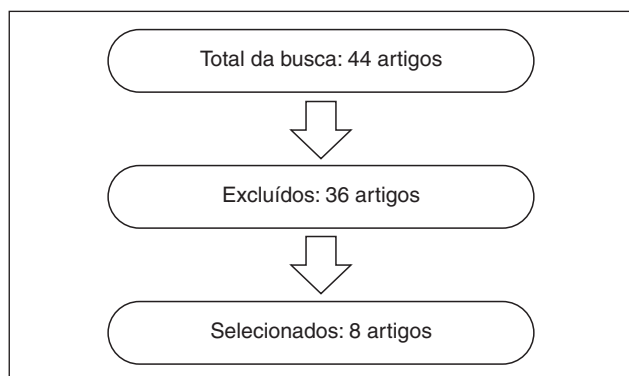 Total da busca: 44 artigos
Excluídos: 36 artigos
Selecionados: 8 artigos